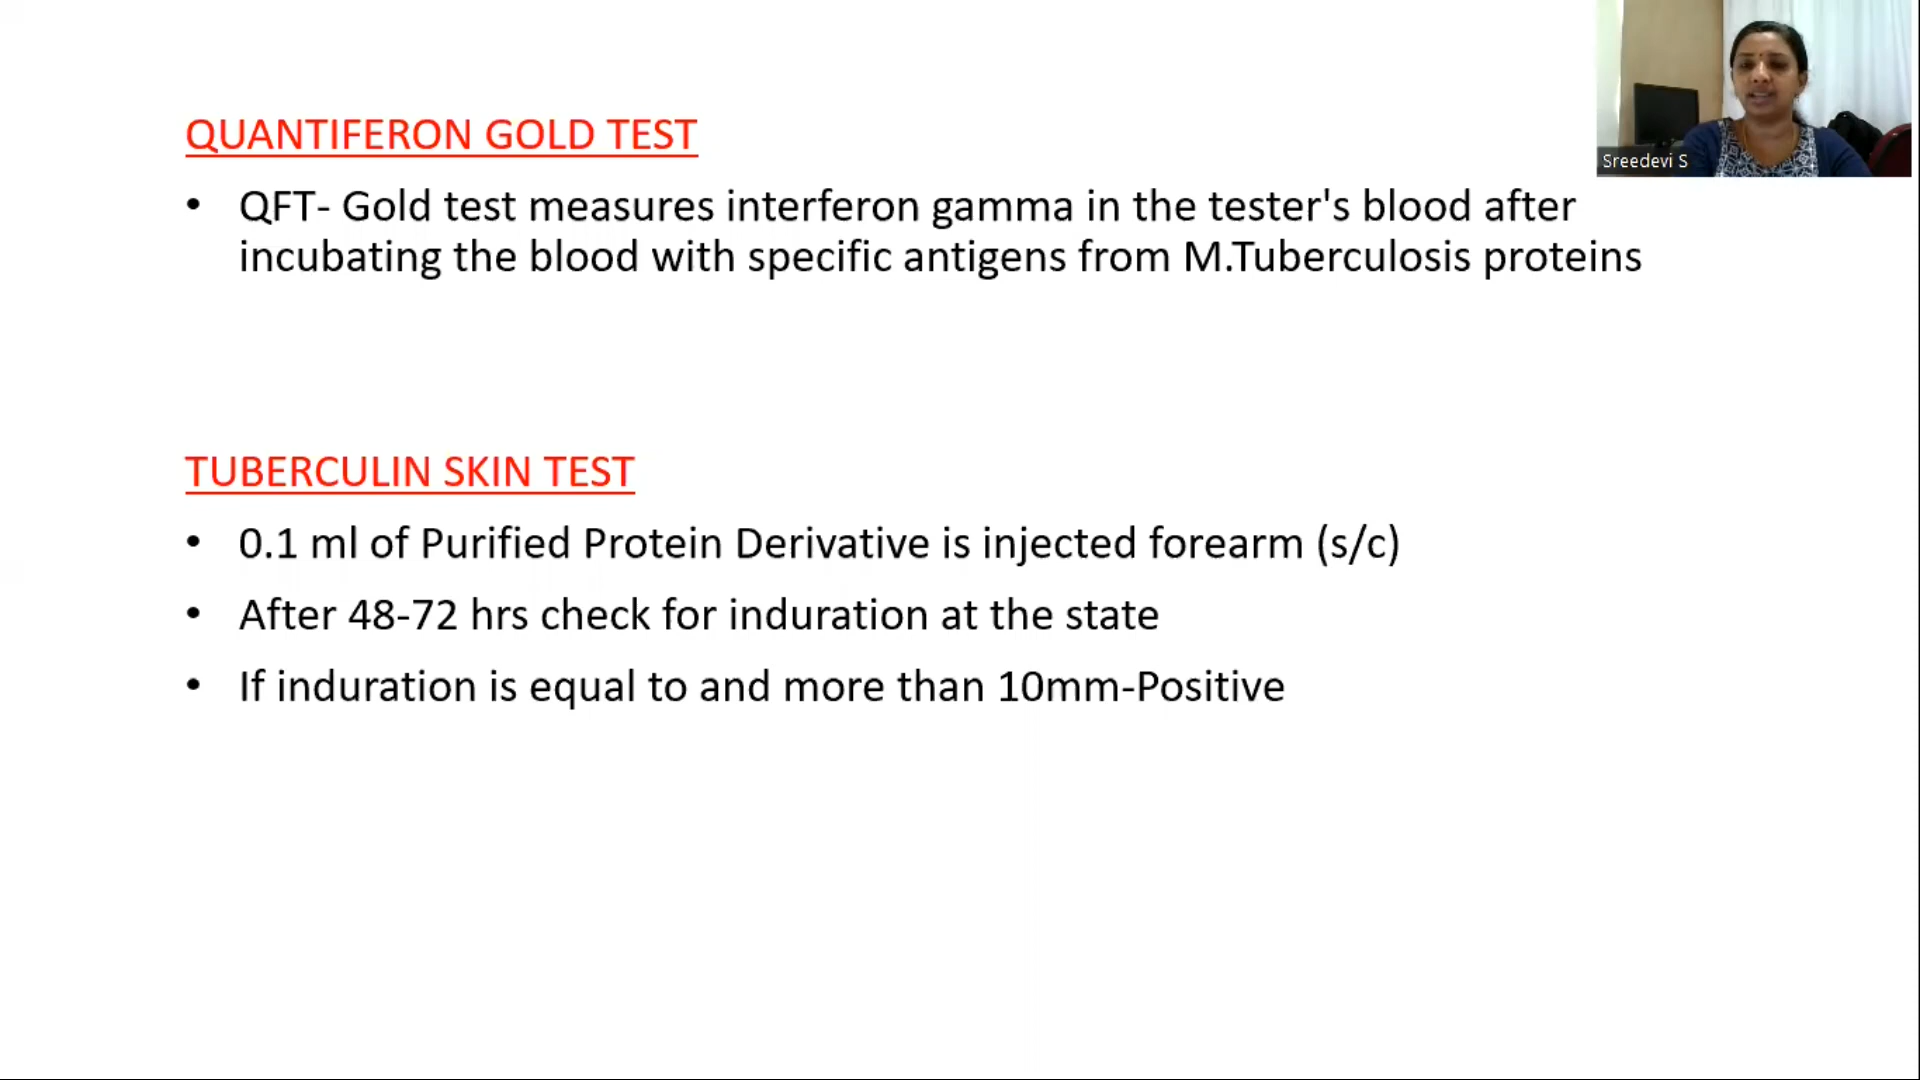 QUANTIFERON GOLD TEST
• QFT- Gold test measures interferon gamma in the tester's blood after
incubating the blood with specific antigens from M.Tuberculosis proteins
TUBERCULIN SKIN TEST
• 0.1 ml of Purified Protein Derivative is injected forearm (s/c)
• After 48-72 hrs check for induration at the state
• If induration is equal to and more than 10mm-Positive
Sreedevi S